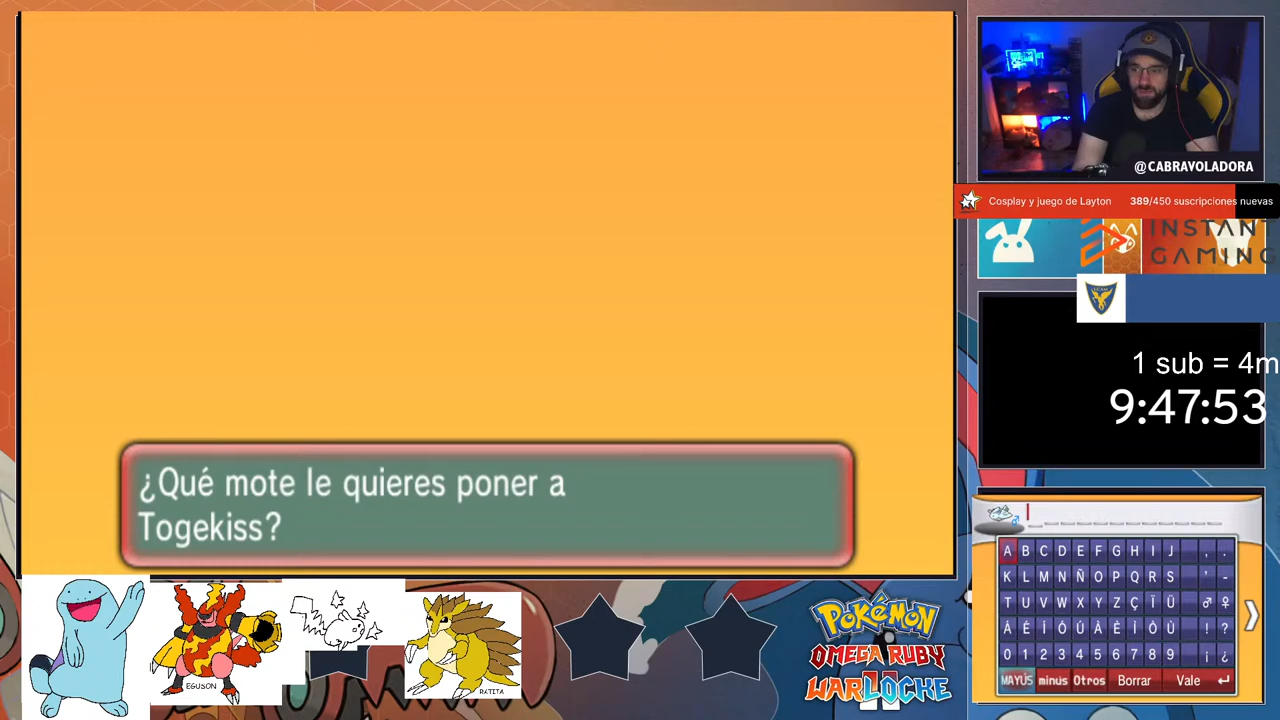 ¿Qué mote le quieres poner a
Togekiss?
@CABRAVOLADORA
Cosplay y juego de Layton 389/450 suscripciones nuevas
INSTANT
GAMING
UCAM
1 sub = 4m
9:47:53
A B C D E F G H I J , .
K L M N Ñ O P Q R S ' -
T U V W X Y Z Ç Ï Ü ♂ ♀
Á É Í Ó Ú À È Ì Ò Ù ! ?
0 1 2 3 4 5 6 7 8 9 ¡ ¿
MAYÚS minus Otros Borrar Vale
EGUSON
RATITA
POKÉMON
OMEGA RUBY
WARLOCKE
II